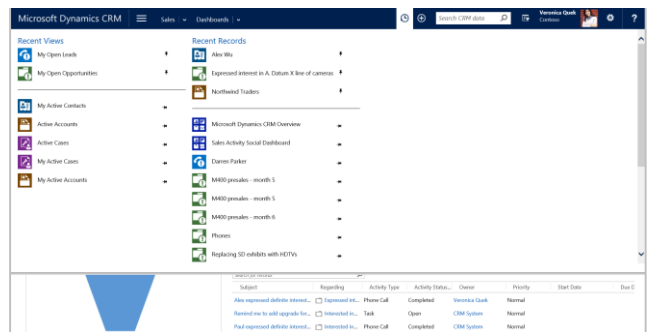 Microsoft Dynamics CRM Sales Dashboards Search CRM data Veronica Quek ?
Contoso
Recent Views
My Open Leads
My Open Opportunities
My Active Contacts
Active Accounts
Active Cases
My Active Cases
My Active Accounts
Recent Records
Alex Wu
Expressed interest in A. Datum X line of cameras
Northwind Traders
Microsoft Dynamics CRM Overview
Sales Activity Social Dashboard
Darren Parker
M400 presales - month 5
M400 presales - month 5
M400 presales - month 6
Phones
Replacing SD exhibits with HDTVs
Search for records
Subject Regarding Activity Type Activity Status... Owner Priority Start Date Due D
Alex expressed definite interest... Expressed int... Phone Call Completed Veronica Quek Normal
Remind me to add upgrade for... Interested in... Task Open CRM System Normal
Paul expressed definite interest... Interested in... Phone Call Completed CRM System Normal